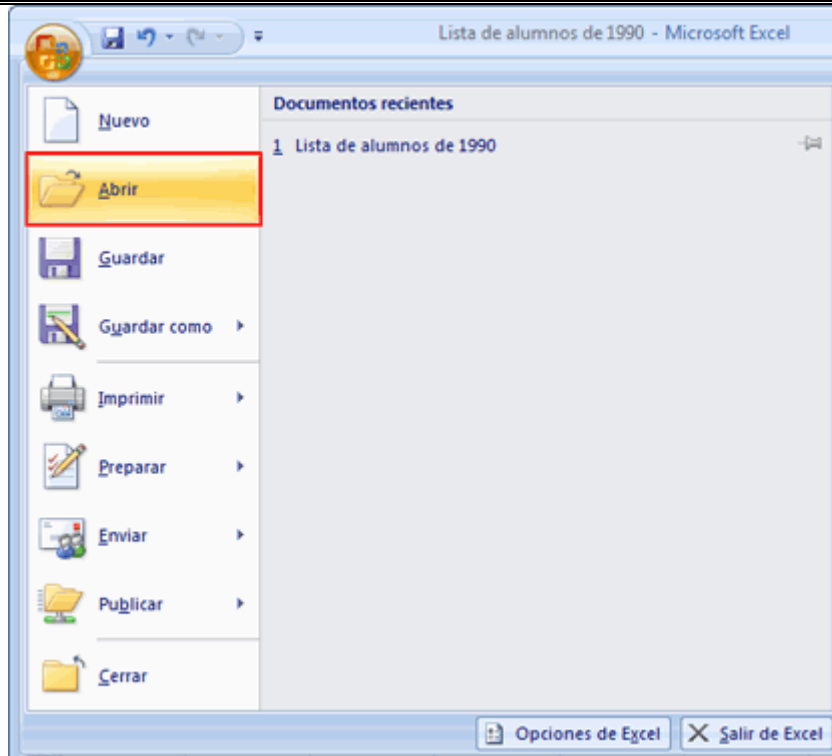 Lista de alumnos de 1990 - Microsoft Excel
Nuevo
Abrir
Guardar
Guardar como
Imprimir
Preparar
Enviar
Publicar
Cerrar
Documentos recientes
1 Lista de alumnos de 1990
Opciones de Excel
Salir de Excel